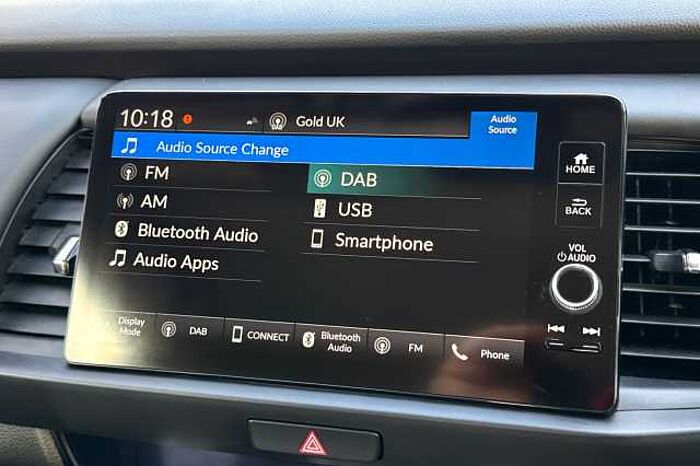 10:18
Gold UK
Audio
Source
Audio Source Change
FM
DAB
AM
USB
Bluetooth Audio
Smartphone
Audio Apps
Display
Mode
DAB
CONNECT
Bluetooth
Audio
FM
Phone
HOME
BACK
VOL
AUDIO